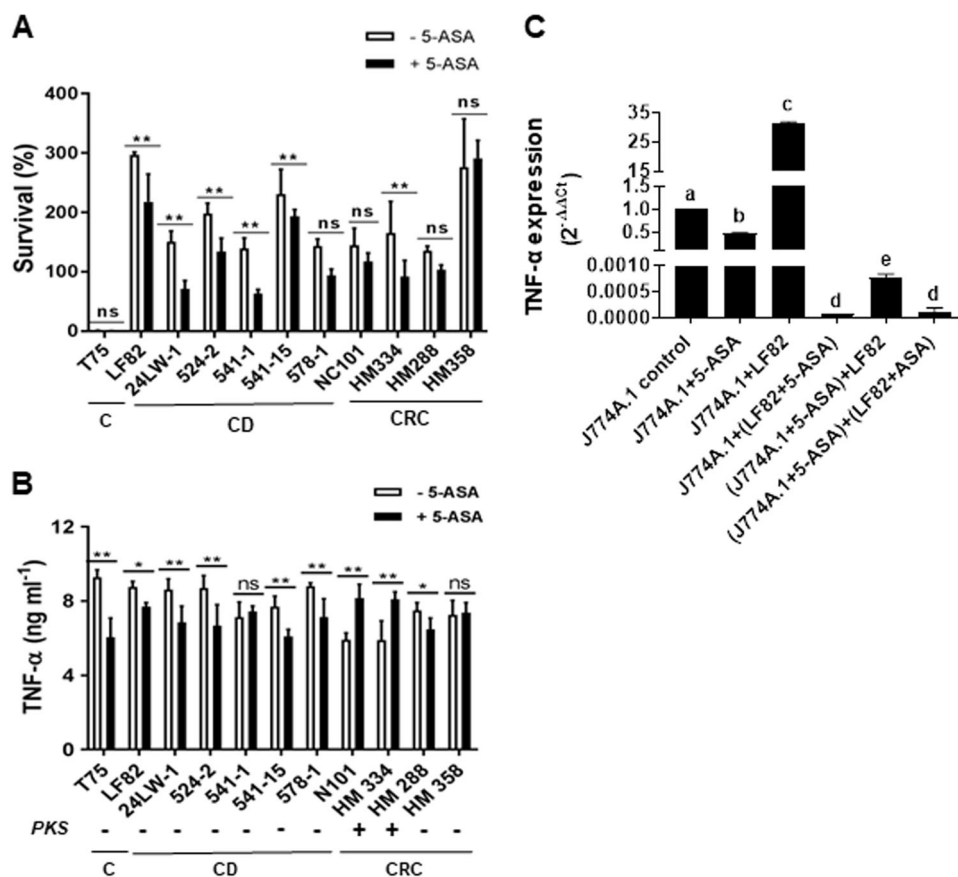 A
- 5-ASA
+ 5-ASA
Survival (%)
400
300
200
100
0
ns
**
**
**
**
**
ns
ns
**
ns
ns
T75
LF82
24LW-1
524-2
541-1
541-15
578-1
NC101
HM334
HM288
HM358
C
CD
CRC
B
- 5-ASA
+ 5-ASA
TNF-α (ng ml⁻¹)
12
8
4
0
**
*
**
**
ns
**
**
**
**
*
ns
T75
LF82
24LW-1
524-2
541-1
541-15
578-1
N101
HM 334
HM 288
HM 358
PKS - - - - - - - + + - -
C
CD
CRC
C
TNF-α expression
(2^-ΔΔCt)
35
25
15
1.5
1.0
0.5
0.0010
0.0005
0.0000
a
b
c
d
e
d
J774A.1 control
J774A.1+5-ASA
J774A.1+LF82
J774A.1+(LF82+5-ASA)
(J774A.1+5-ASA)+LF82
(J774A.1+5-ASA)+(LF82+ASA)